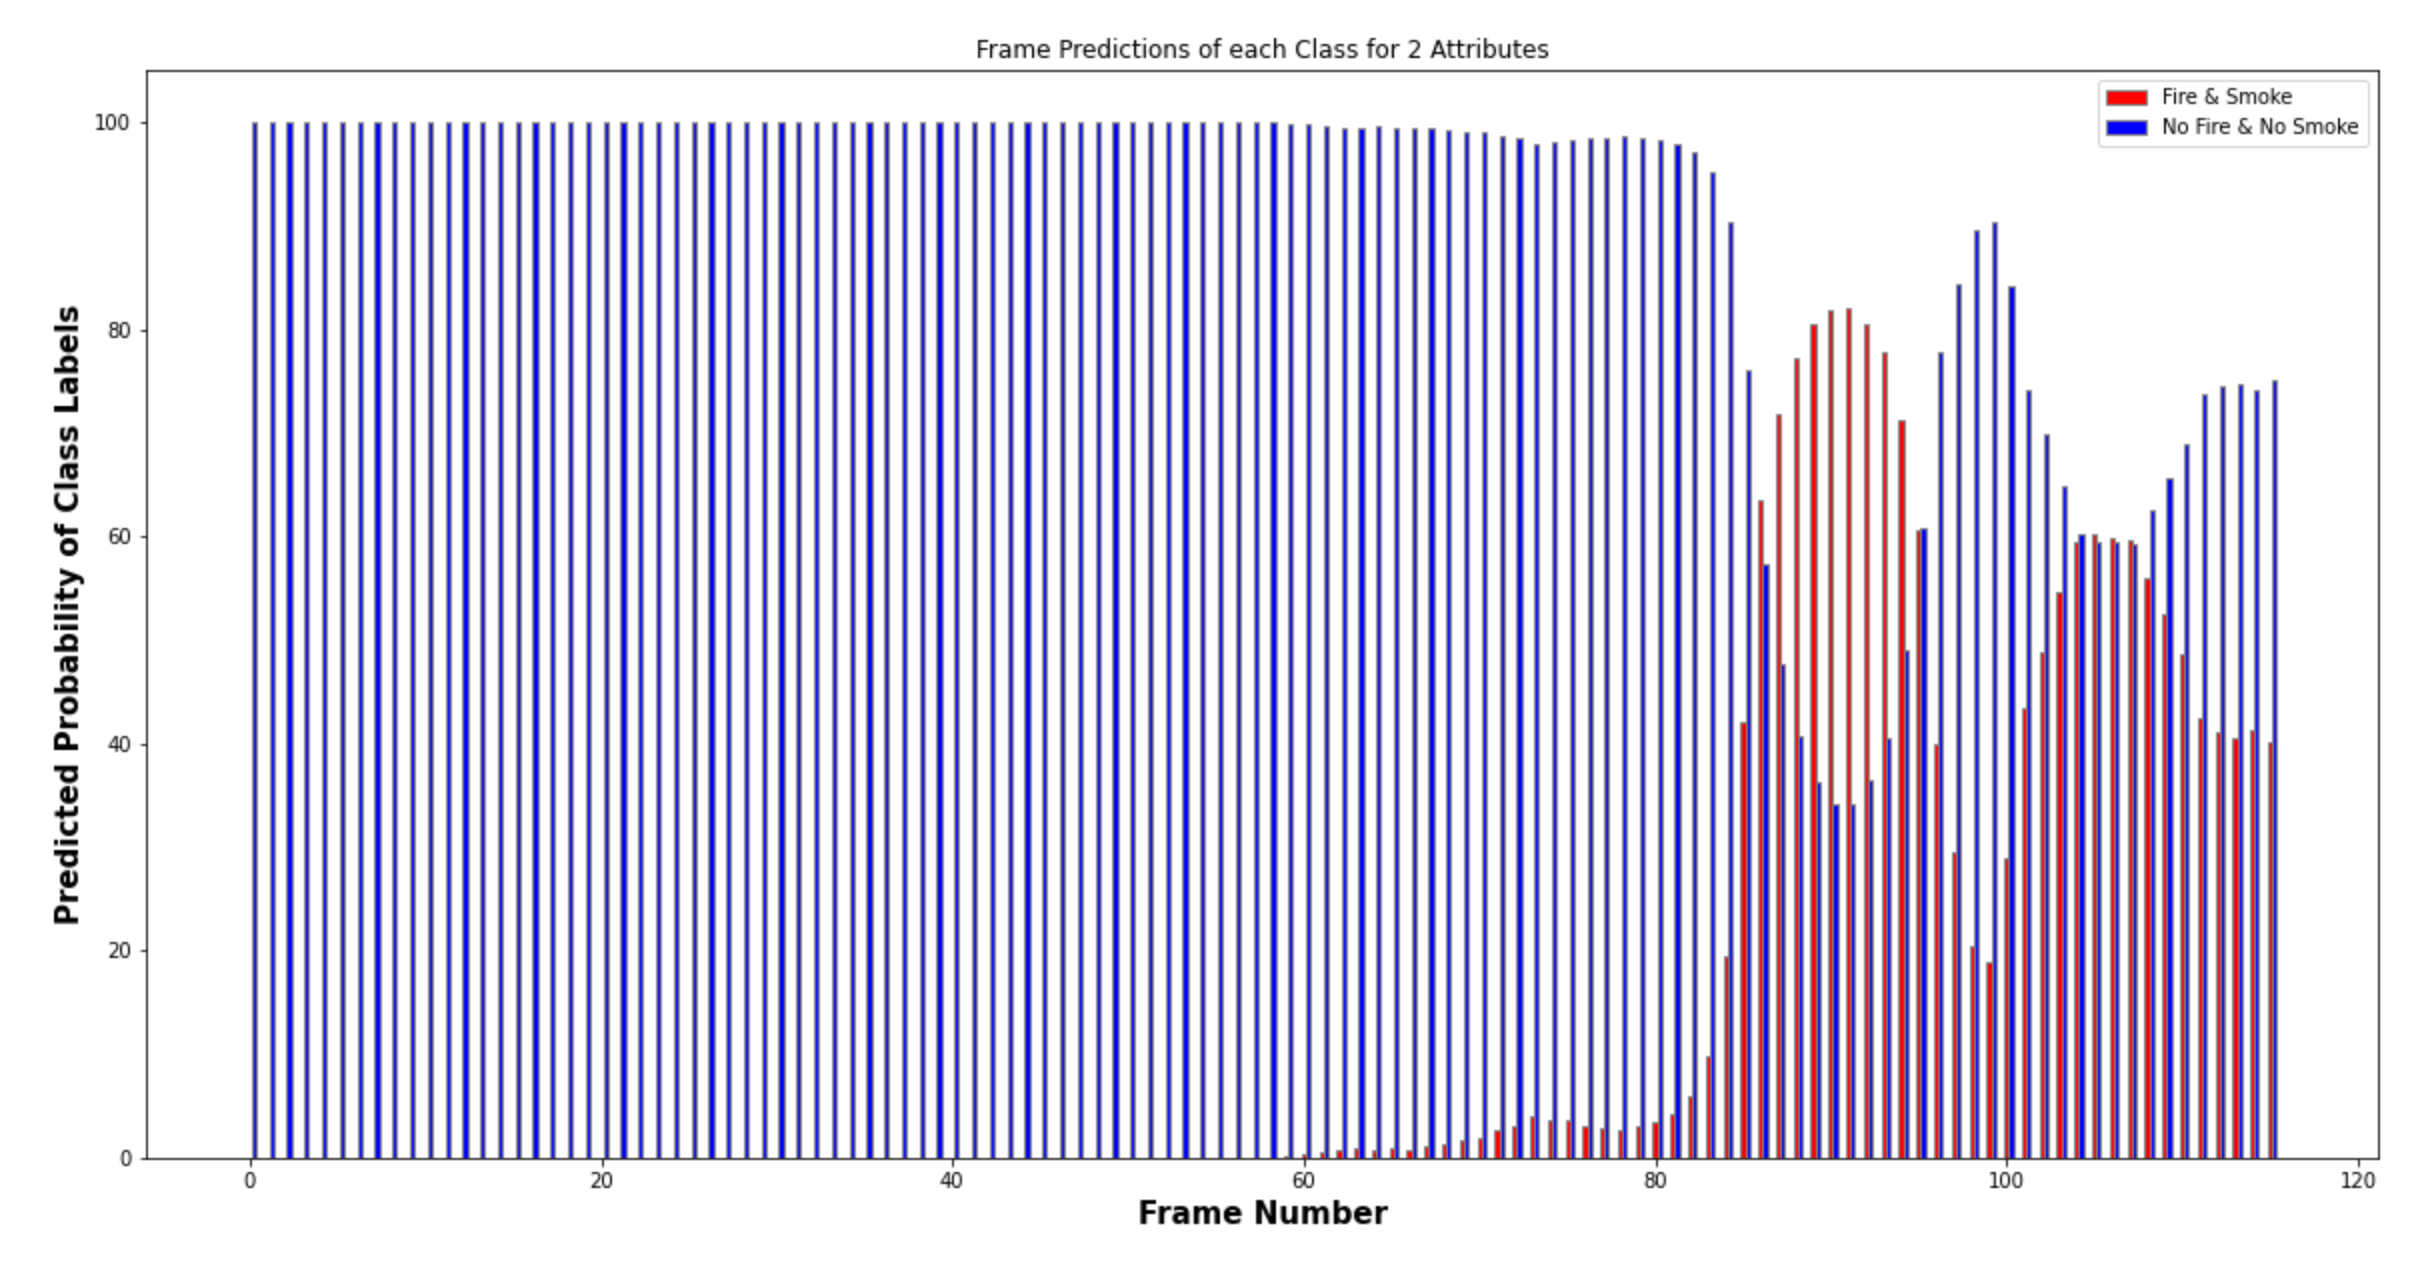 Frame Predictions of each Class for 2 Attributes
Fire & Smoke
No Fire & No Smoke
Predicted Probability of Class Labels
100
80
60
40
20
0
0 20 40 60 80 100 120
Frame Number